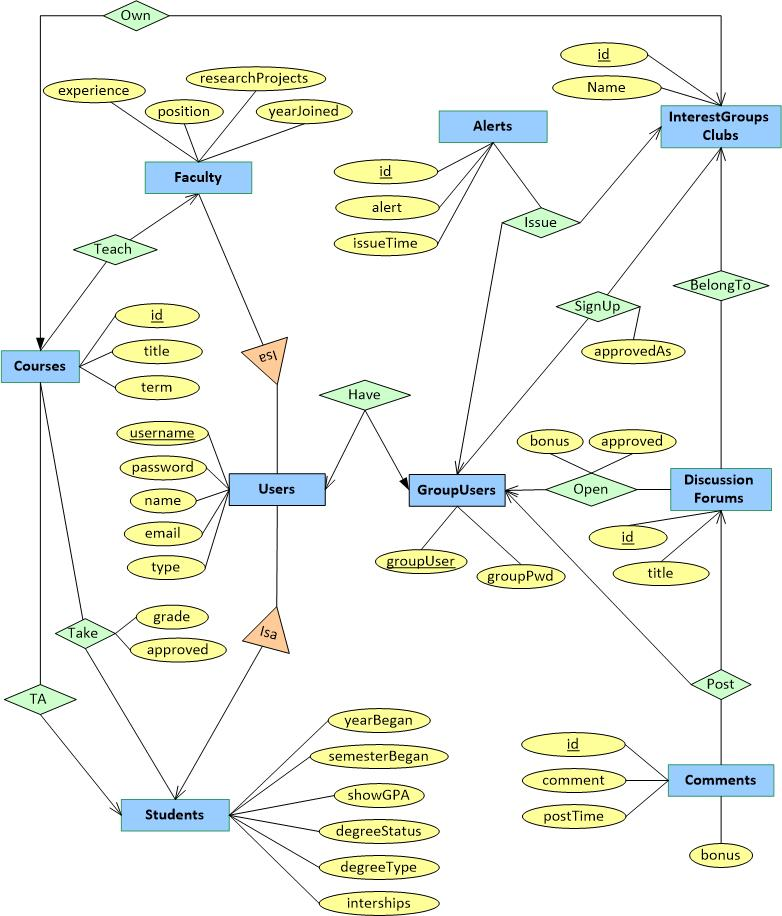 Own
id
Name
InterestGroups
Clubs
researchProjects
experience
position
yearJoined
Faculty
Alerts
id
alert
issueTime
Issue
Teach
BelongTo
SignUp
approvedAs
id
title
term
Courses
Isa
Have
username
password
name
email
type
Users
GroupUsers
bonus
approved
Open
Discussion
Forums
id
title
groupUser
groupPwd
grade
approved
Take
Isa
TA
Post
yearBegan
semesterBegan
showGPA
degreeStatus
degreeType
interships
Students
id
comment
postTime
Comments
bonus